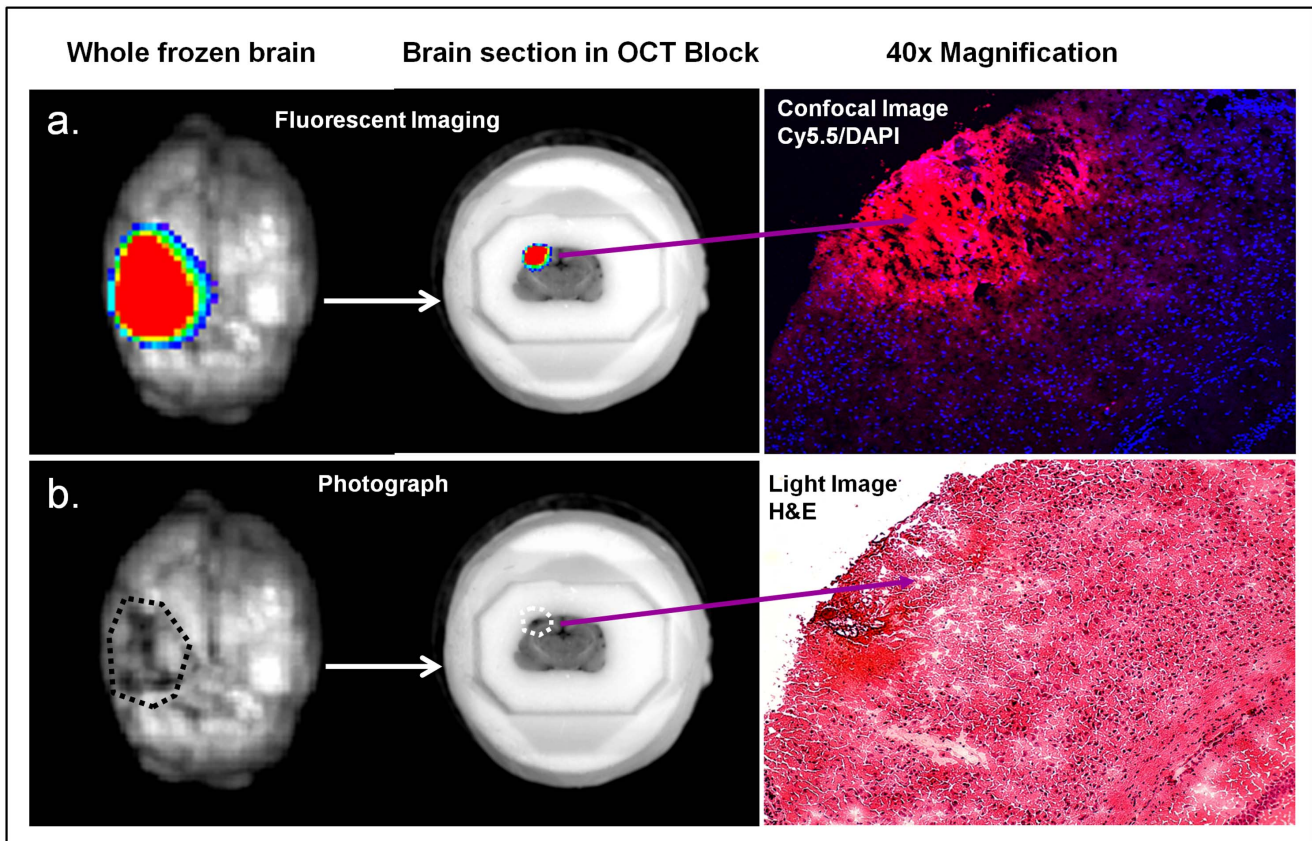 Whole frozen brain
Brain section in OCT Block
40x Magnification
a.
Fluorescent Imaging
Confocal Image
Cy5.5/DAPI
b.
Photograph
Light Image
H&E